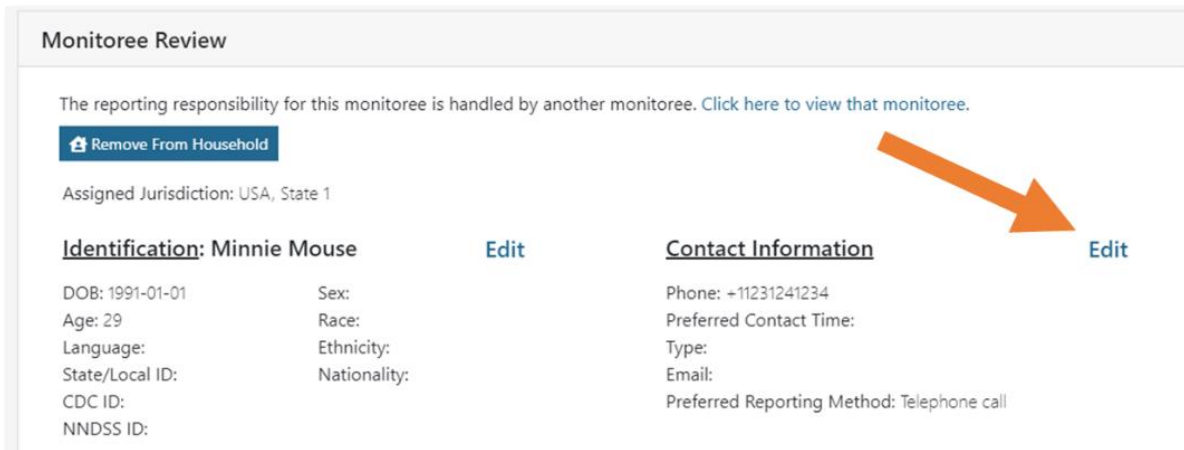 Monitoree Review
The reporting responsibility for this monitoree is handled by another monitoree. Click here to view that monitoree.
Remove From Household
Assigned Jurisdiction: USA, State 1
Identification: Minnie Mouse Edit
DOB: 1991-01-01 Sex:
Age: 29 Race:
Language: Ethnicity:
State/Local ID: Nationality:
CDC ID:
NNDSS ID:
Contact Information Edit
Phone: +11231241234
Preferred Contact Time:
Type:
Email:
Preferred Reporting Method: Telephone call